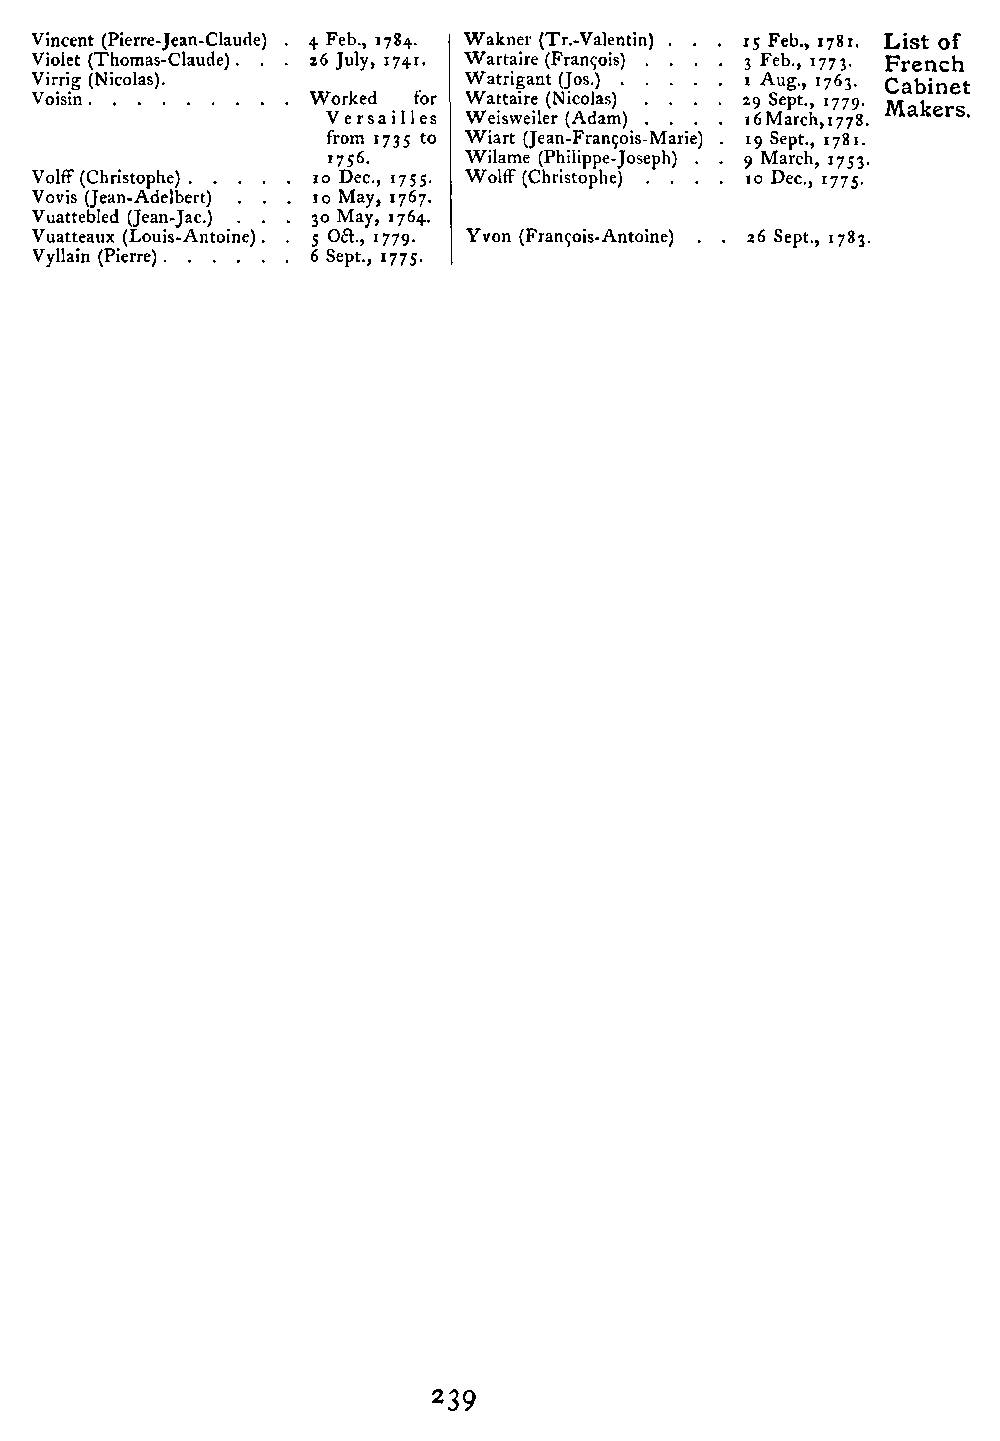 Vincent (Pierre-Jean-Claude) . 4 Feb., 1784.
Violet (Thomas-Claude) . . . 26 July, 1741.
Virrig (Nicolas).
Voisin . . . . . . . . . Worked for
Versailles
from 1735 to
1756.
Volff (Christophe) . . . . . 10 Dec., 1755.
Vovis (Jean-Adelbert) . . . 10 May, 1767.
Vuattebled (Jean-Jac.) . . . 30 May, 1764.
Vuatteaux (Louis-Antoine) . . 5 Oct., 1779.
Vyllain (Pierre) . . . . . . 6 Sept., 1775.
Wakner (Tr.-Valentin) . . . 15 Feb., 1781.
Wartaire (François) . . . . 3 Feb., 1773.
Watrigant (Jos.) . . . . . 1 Aug., 1763.
Wattaire (Nicolas) . . . . 29 Sept., 1779.
Weisweiler (Adam) . . . . 16 March, 1778.
Wiart (Jean-François-Marie) . 19 Sept., 1781.
Wilame (Philippe-Joseph) . . 9 March, 1753.
Wolff (Christophe) . . . . 10 Dec., 1775.
Yvon (François-Antoine) . . 26 Sept., 1783.
List of
French
Cabinet
Makers.
239